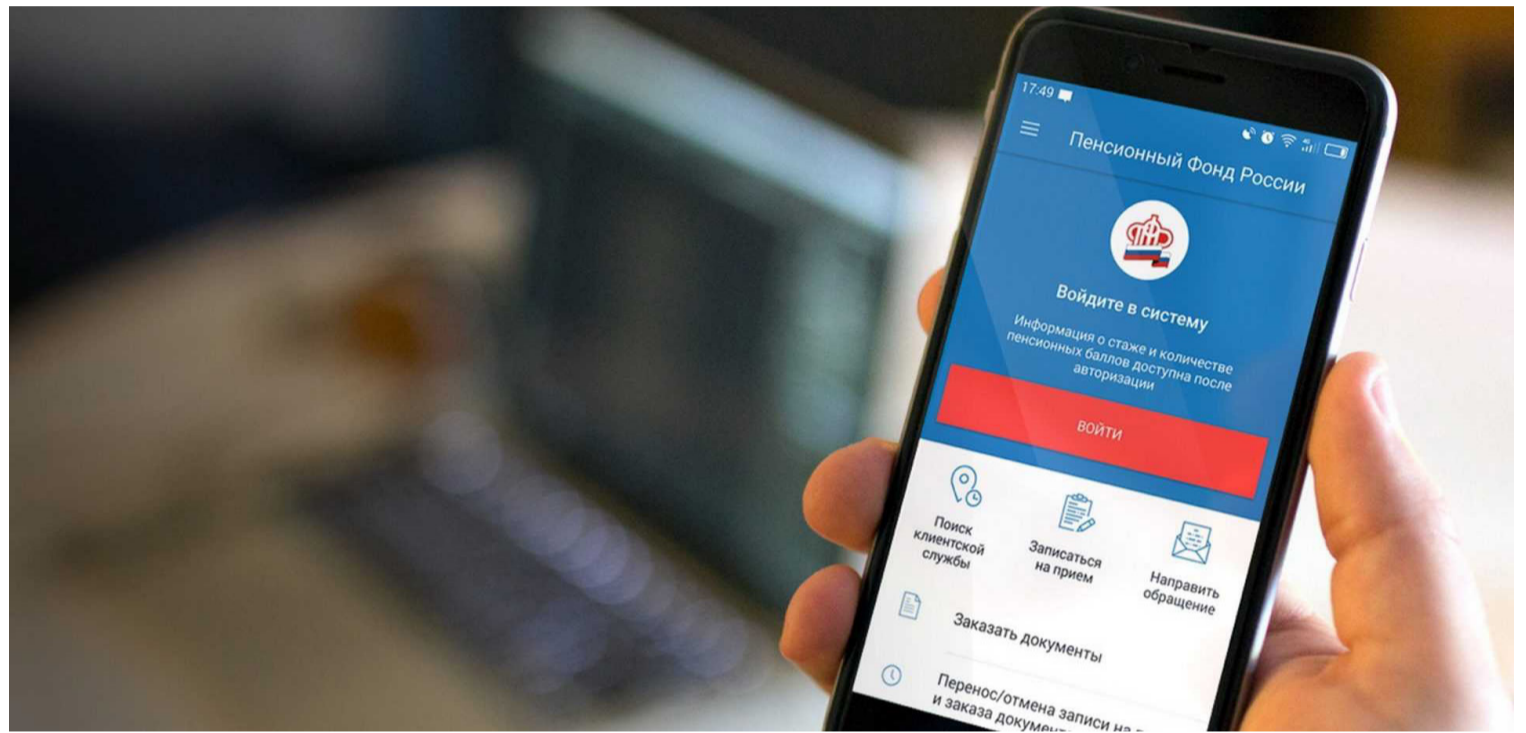 17:49
Пенсионный Фонд России
Войдите в систему
Информация о стаже и количестве
пенсионных баллов доступна после
авторизации
ВОЙТИ
Поиск
клиентской
службы
Записаться
на прием
Направить
обращение
Заказать документы
Перенос/отмена записи на
и заказа